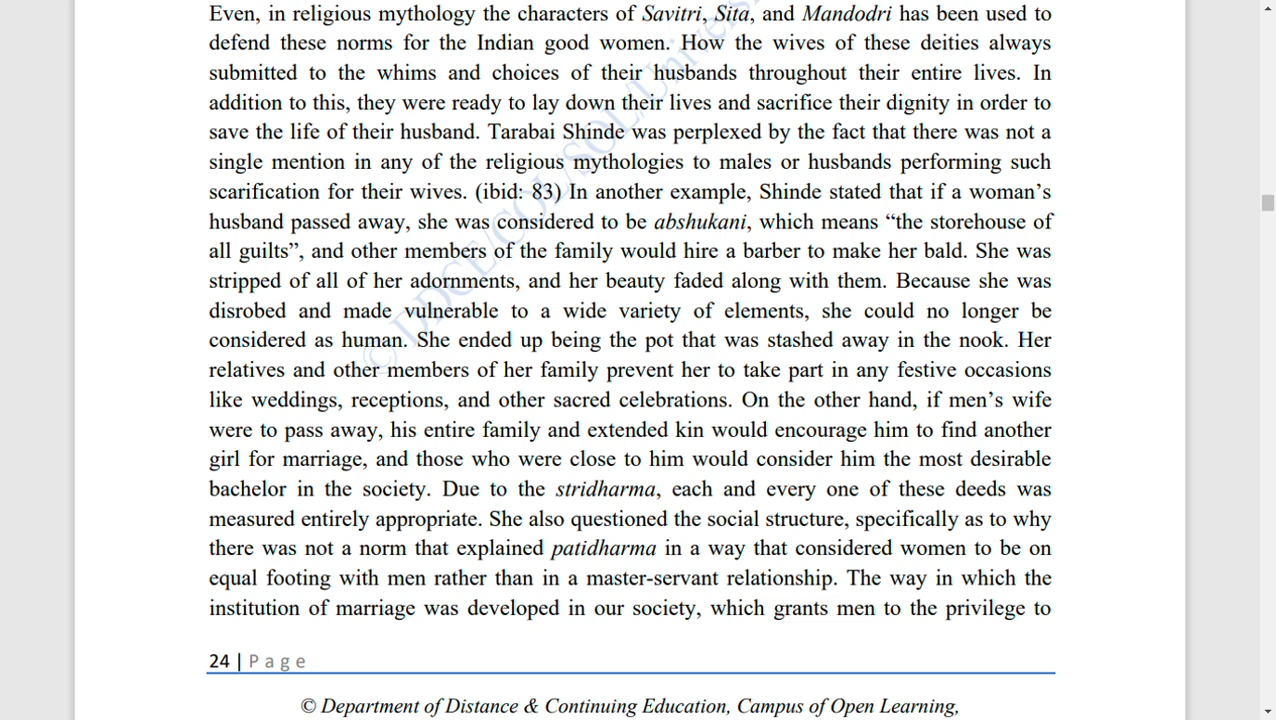 Even, in religious mythology the characters of Savitri, Sita, and Mandodri has been used to
defend these norms for the Indian good women. How the wives of these deities always
submitted to the whims and choices of their husbands throughout their entire lives. In
addition to this, they were ready to lay down their lives and sacrifice their dignity in order to
save the life of their husband. Tarabai Shinde was perplexed by the fact that there was not a
single mention in any of the religious mythologies to males or husbands performing such
scarification for their wives. (ibid: 83) In another example, Shinde stated that if a woman’s
husband passed away, she was considered to be abshukani, which means “the storehouse of
all guilts”, and other members of the family would hire a barber to make her bald. She was
stripped of all of her adornments, and her beauty faded along with them. Because she was
disrobed and made vulnerable to a wide variety of elements, she could no longer be
considered as human. She ended up being the pot that was stashed away in the nook. Her
relatives and other members of her family prevent her to take part in any festive occasions
like weddings, receptions, and other sacred celebrations. On the other hand, if men’s wife
were to pass away, his entire family and extended kin would encourage him to find another
girl for marriage, and those who were close to him would consider him the most desirable
bachelor in the society. Due to the stridharma, each and every one of these deeds was
measured entirely appropriate. She also questioned the social structure, specifically as to why
there was not a norm that explained patidharma in a way that considered women to be on
equal footing with men rather than in a master-servant relationship. The way in which the
institution of marriage was developed in our society, which grants men to the privilege to
24 | Page
© Department of Distance & Continuing Education, Campus of Open Learning,
© DDCE/COL/SOL/Universi